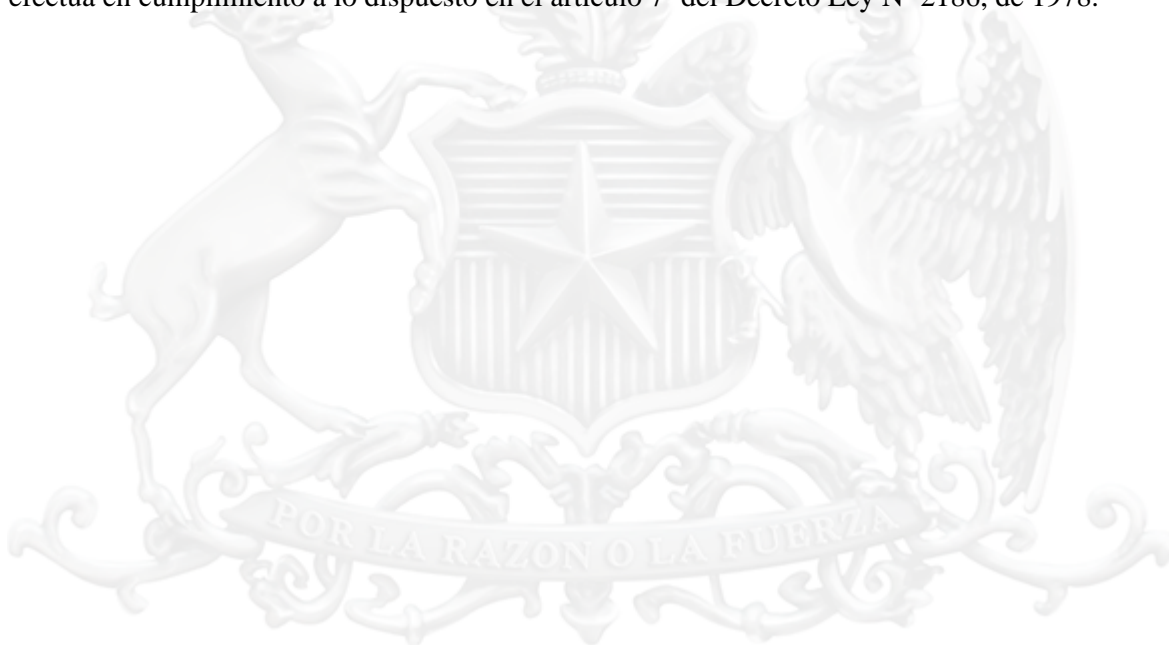 efectúa en cumplimiento a lo dispuesto en el artículo 7° del Decreto Ley N° 2186, de 1978.
POR LA RAZON O LA FUERZA